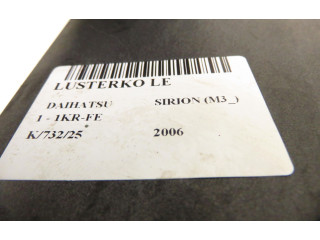 LUSTERKO LE
DAIHATSU SIRION (M3_)
1 - 1KR-FE
K/732/25* 2006